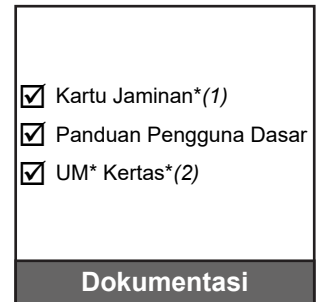 ☑ Kartu Jaminan*(1)
☑ Panduan Pengguna Dasar
☑ UM* Kertas*(2)
Dokumentasi